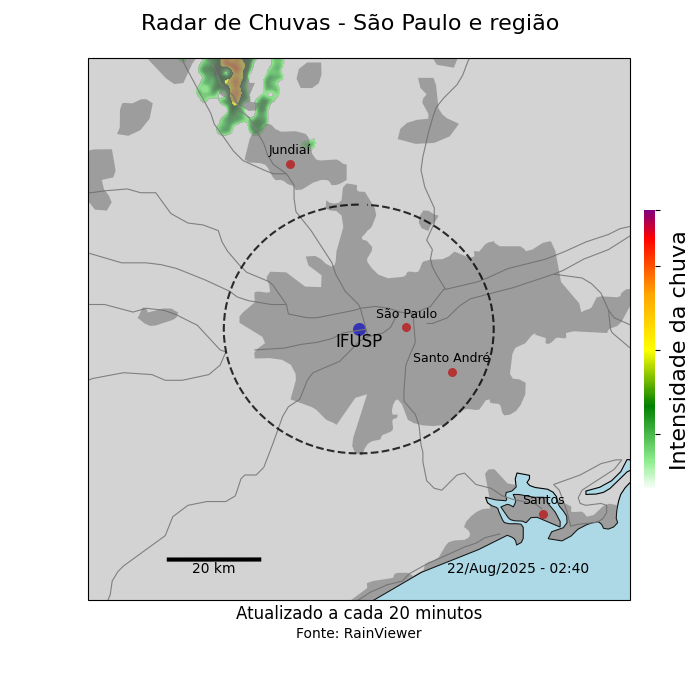 Radar de Chuvas - São Paulo e região
Jundiaí
São Paulo
IFUSP
Santo André
Santos
20 km
22/Aug/2025 - 02:40
Intensidade da chuva
Atualizado a cada 20 minutos
Fonte: RainViewer